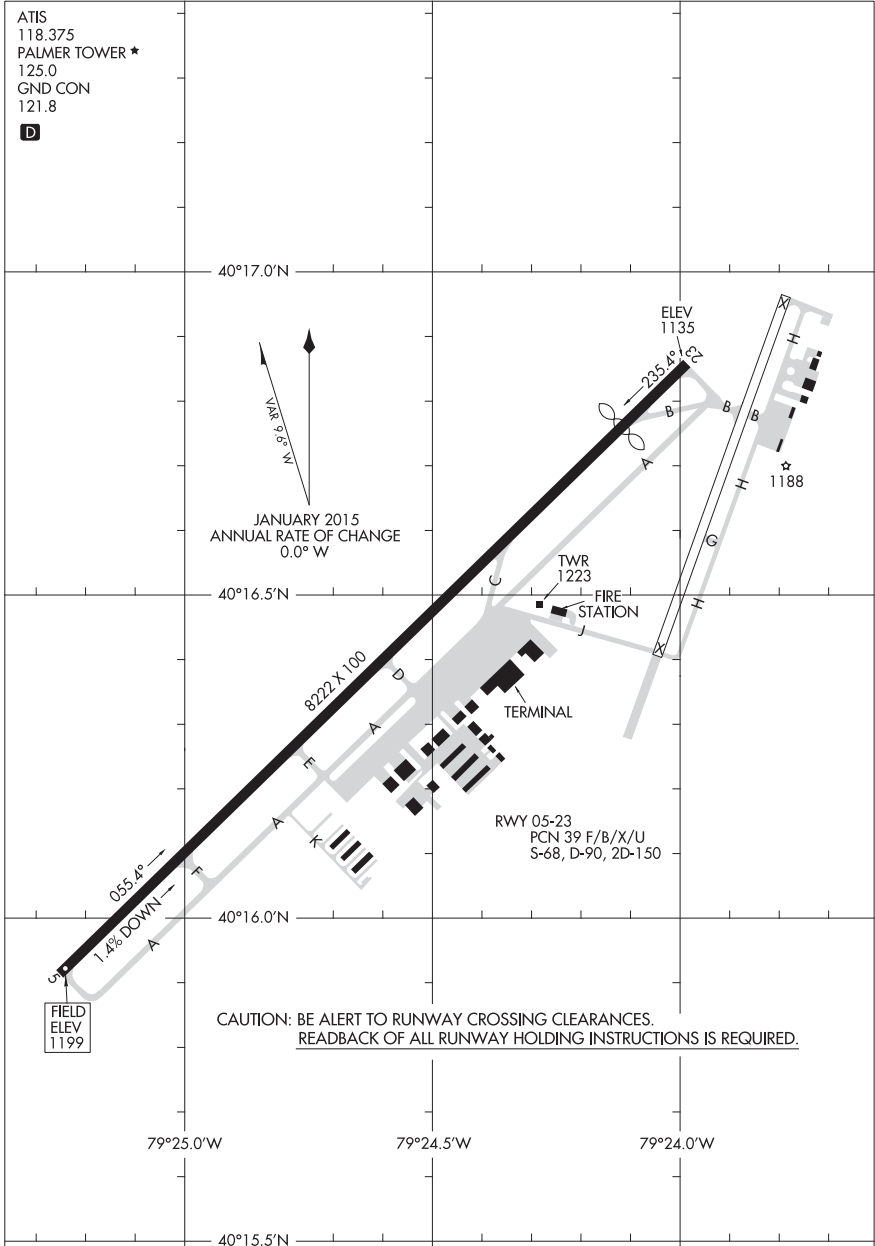 ATIS
118.375
PALMER TOWER ★
125.0
GND CON
121.8
D
40°17.0'N
ELEV
1135
23
235.4°
X
H
B
B
B
A
H
VAR 9.6° W
1188
JANUARY 2015
ANNUAL RATE OF CHANGE
0.0° W
G
C
TWR
1223
40°16.5'N
FIRE
STATION
H
J
X
8222 X 100
D
TERMINAL
A
E
A
K
RWY 05-23
PCN 39 F/B/X/U
S-68, D-90, 2D-150
055.4°
F
1.4% DOWN
40°16.0'N
A
5
FIELD
ELEV
1199
CAUTION: BE ALERT TO RUNWAY CROSSING CLEARANCES.
READBACK OF ALL RUNWAY HOLDING INSTRUCTIONS IS REQUIRED.
79°25.0'W
79°24.5'W
79°24.0'W
40°15.5'N